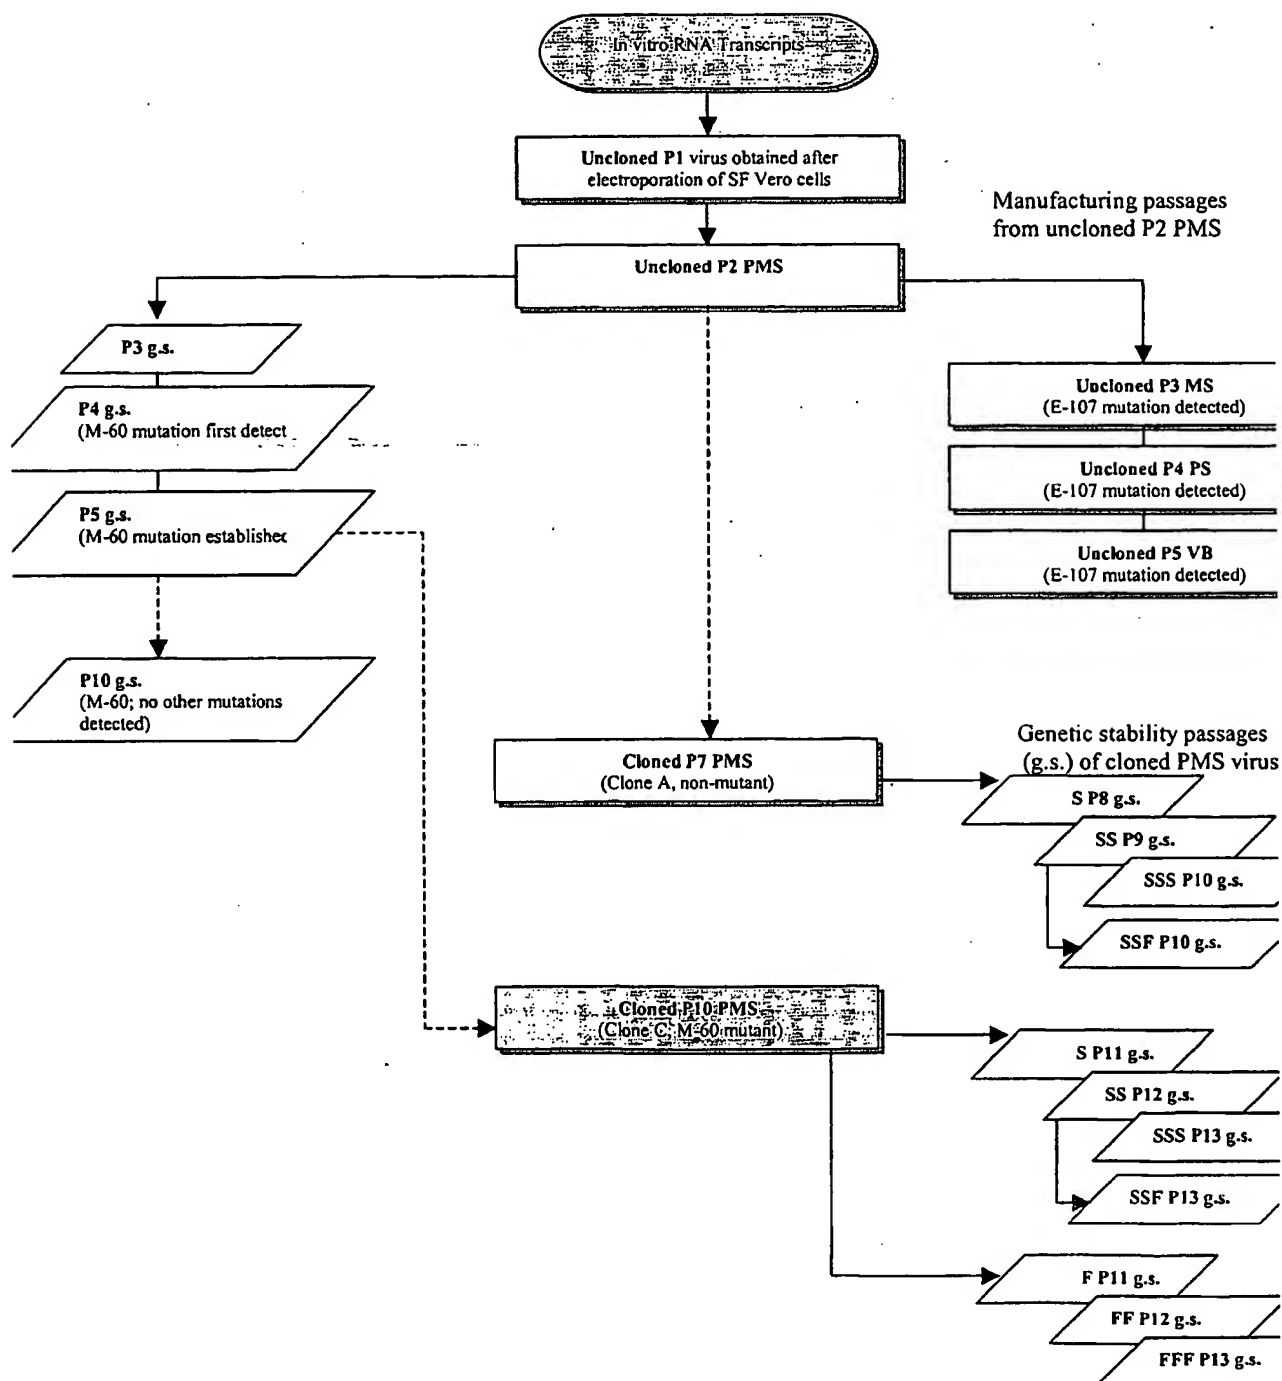 In vitro RNA Transcripts
Uncloned P1 virus obtained after
electroporation of SF Vero cells
Manufacturing passages
from uncloned P2 PMS
Uncloned P2 PMS
P3 g.s.
P4 g.s.
(M-60 mutation first detect
P5 g.s.
(M-60 mutation established
P10 g.s.
(M-60; no other mutations
detected)
Uncloned P3 MS
(E-107 mutation detected)
Uncloned P4 PS
(E-107 mutation detected)
Uncloned P5 VB
(E-107 mutation detected)
Cloned P7 PMS
(Clone A, non-mutant)
Genetic stability passages
(g.s.) of cloned PMS virus
S P8 g.s.
SS P9 g.s.
SSS P10 g.s.
SSF P10 g.s.
Cloned P10 PMS
(Clone C, M-60 mutant)
S P11 g.s.
SS P12 g.s.
SSS P13 g.s.
SSF P13 g.s.
F P11 g.s.
FF P12 g.s.
FFF P13 g.s.